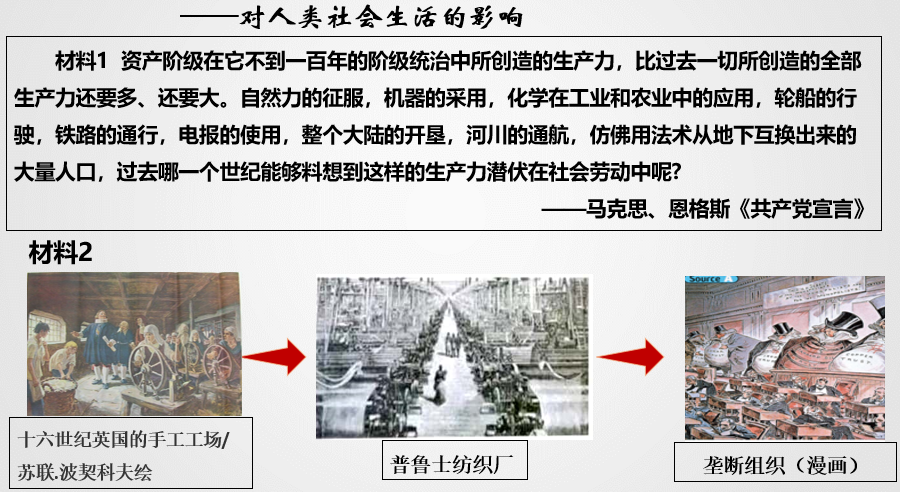 ——对人类社会生活的影响
材料1 资产阶级在它不到一百年的阶级统治中所创造的生产力，比过去一切所创造的全部
生产力还要多、还要大。自然力的征服，机器的采用，化学在工业和农业中的应用，轮船的行
驶，铁路的通行，电报的使用，整个大陆的开垦，河川的通航，仿佛用法术从地下互换出来的
大量人口，过去哪一个世纪能够料想到这样的生产力潜伏在社会劳动中呢？
——马克思、恩格斯《共产党宣言》
材料2
Source A
十六世纪英国的手工工场/
苏联.波契科夫绘
普鲁士纺织厂
垄断组织（漫画）